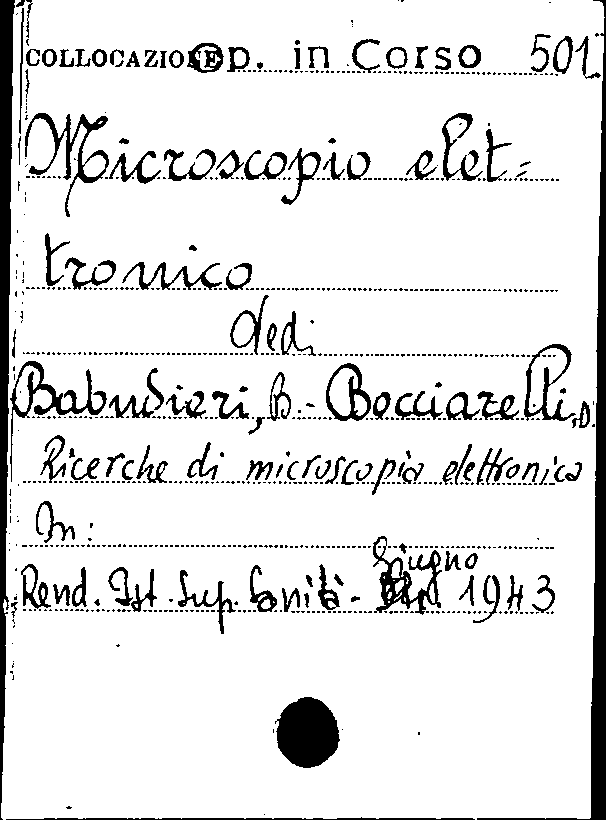 COLLOCAZIONE Op. in Corso 501
Microscopio elet=
tronico
Vedi
Babudieri, B. - Bocciarelli, D.
Ricerche di microscopia elettronica
In:
Giugno
Rend. Ist. Sup. Sanità - 1943